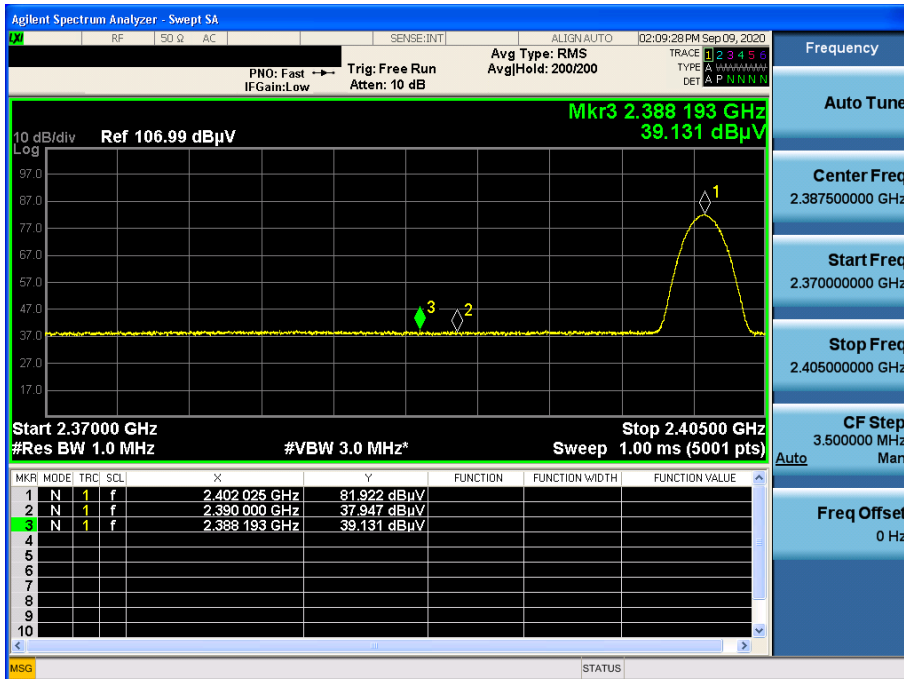 Agilent Spectrum Analyzer - Swept SA
LXI RF 50 Ω AC SENSE:INT ALIGN AUTO 02:09:28 PM Sep 09, 2020
PNO: Fast Trig: Free Run Avg Type: RMS TRACE 1 2 3 4 5 6
IFGain:Low Atten: 10 dB Avg|Hold: 200/200 TYPE A WWWWW
DET A P N N N N
Mkr3 2.388 193 GHz
39.131 dBµV
10 dB/div Ref 106.99 dBµV
Log
97.0
87.0
77.0
67.0
57.0
47.0
37.0
27.0
17.0
1
3 2
Start 2.37000 GHz Stop 2.40500 GHz
#Res BW 1.0 MHz #VBW 3.0 MHz* Sweep 1.00 ms (5001 pts)
MKR MODE TRC SCL X Y FUNCTION FUNCTION WIDTH FUNCTION VALUE
1 N 1 f 2.402 025 GHz 81.922 dBµV
2 N 1 f 2.390 000 GHz 37.947 dBµV
3 N 1 f 2.388 193 GHz 39.131 dBµV
4
5
6
7
8
9
10
MSG STATUS
Frequency
Auto Tune
Center Freq
2.387500000 GHz
Start Freq
2.370000000 GHz
Stop Freq
2.405000000 GHz
CF Step
3.500000 MHz
Auto Man
Freq Offset
0 Hz